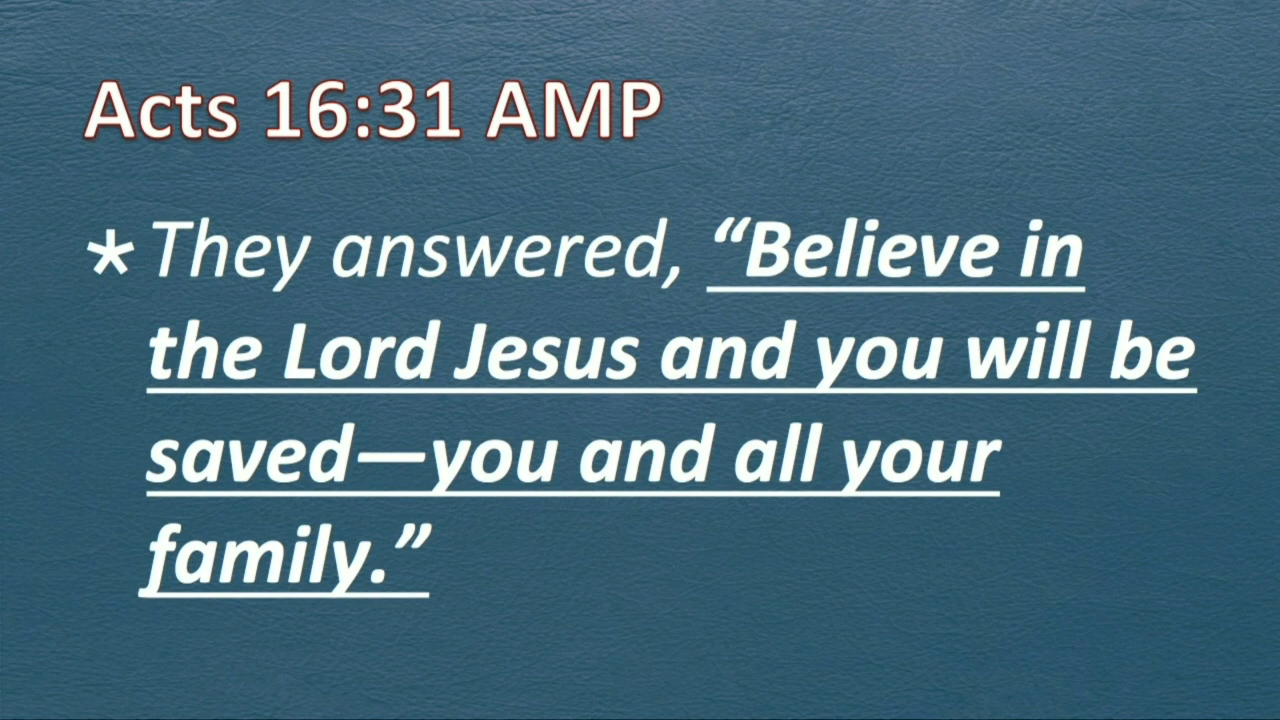 Acts 16:31 AMP
* They answered, “Believe in
the Lord Jesus and you will be
saved—you and all your
family.”